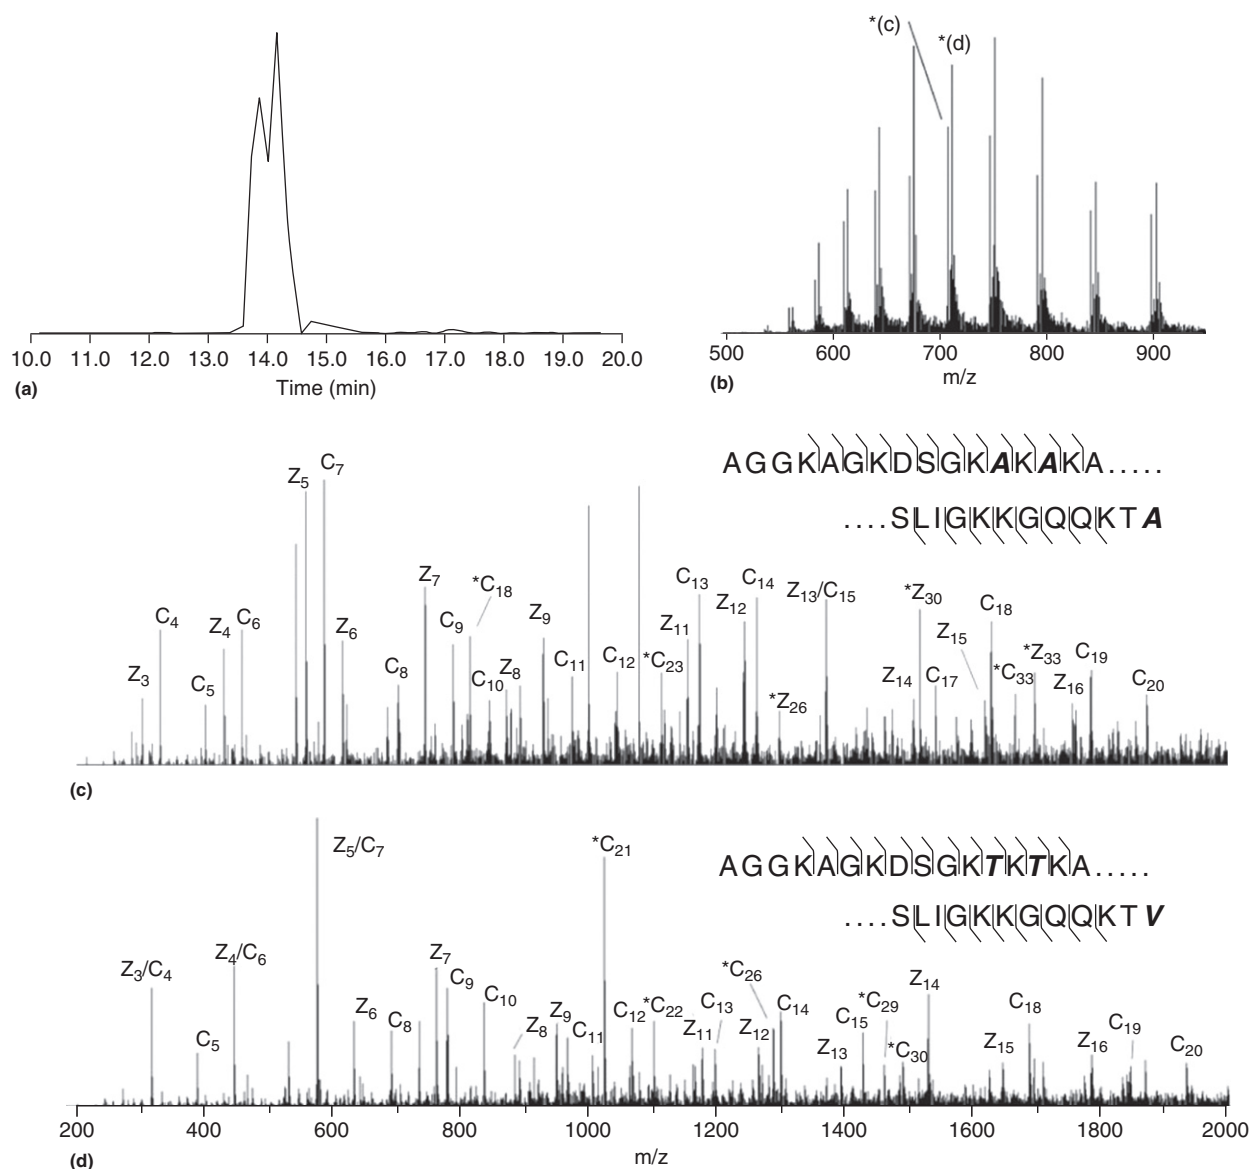 *(c)
*(d)
10.0 11.0 12.0 13.0 14.0 15.0 16.0 17.0 18.0 19.0 20.0
Time (min)
(a)
500 600 700 800 900
m/z
(b)
AGGKAGKDSGKAKAKA.....
....SLIGKKGQQKTA
Z3
C4
C5
Z4
C6
Z5
C7
Z6
C8
Z7
C9
*C18
C10
Z8
Z9
C11
C12
*C23
Z11
C13
Z12
C14
*Z26
Z13/C15
Z14
*Z30
C17
Z15
C18
*C33
*Z33
Z16
C19
C20
(c)
AGGKAGKDSGKTKTKA.....
....SLIGKKGQQKTV
Z3/C4
C5
Z4/C6
Z5/C7
Z6
C8
Z7
C9
C10
Z8
Z9
C11
*C21
C12
*C22
Z11
C13
Z12
*C26
C14
Z13
C15
*C29
*C30
Z14
Z15
C18
Z16
C19
C20
200 400 600 800 1000 1200 1400 1600 1800 2000
m/z
(d)